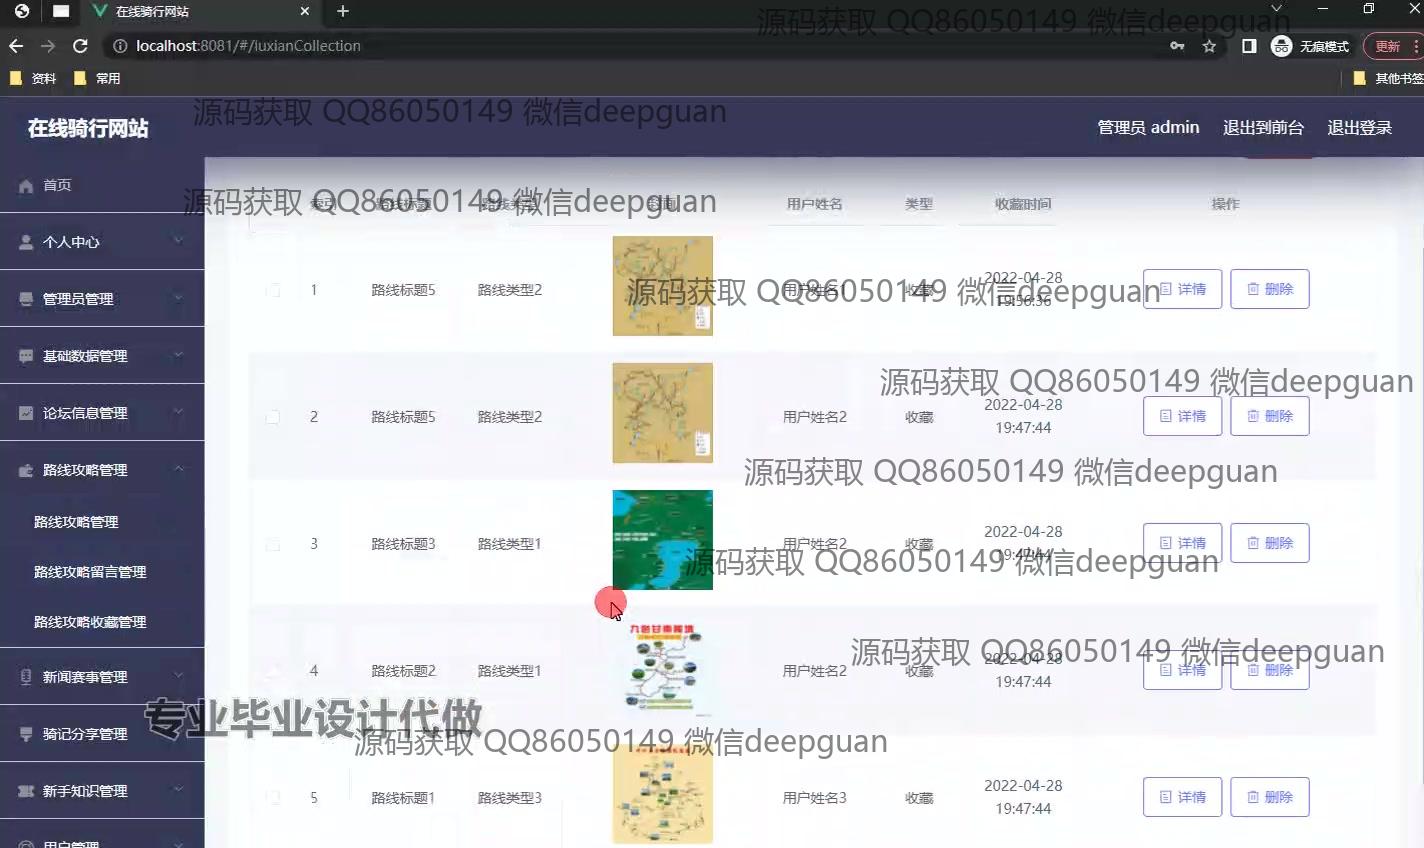 在线骑行网站
源码获取 QQ86050149 微信deepguan
localhost:8081/#/luxianCollection
无痕模式
更新
资料
常用
其他书签
源码获取 QQ86050149 微信deepguan
在线骑行网站
管理员 admin
退出到前台
退出登录
首页
源码获取 QQ86050149 微信deepguan
索引 路线标题 路线类型 封面 用户姓名 类型 收藏时间 操作
个人中心
管理员管理
基础数据管理
论坛信息管理
路线攻略管理
路线攻略管理
路线攻略留言管理
路线攻略收藏管理
新闻赛事管理
骑记分享管理
新手知识管理
用户管理
1 路线标题5 路线类型2 用户姓名1 收藏 2022-04-28 19:56:36 详情 删除
源码获取 QQ86050149 微信deepguan
源码获取 QQ86050149 微信deepguan
2 路线标题5 路线类型2 用户姓名2 收藏 2022-04-28 19:47:44 详情 删除
源码获取 QQ86050149 微信deepguan
3 路线标题3 路线类型1 用户姓名2 收藏 2022-04-28 19:47:44 详情 删除
源码获取 QQ86050149 微信deepguan
九色甘南
源码获取 QQ86050149 微信deepguan
4 路线标题2 路线类型1 用户姓名2 收藏 2022-04-28 19:47:44 详情 删除
专业毕业设计代做
源码获取 QQ86050149 微信deepguan
5 路线标题1 路线类型3 用户姓名3 收藏 2022-04-28 19:47:44 详情 删除